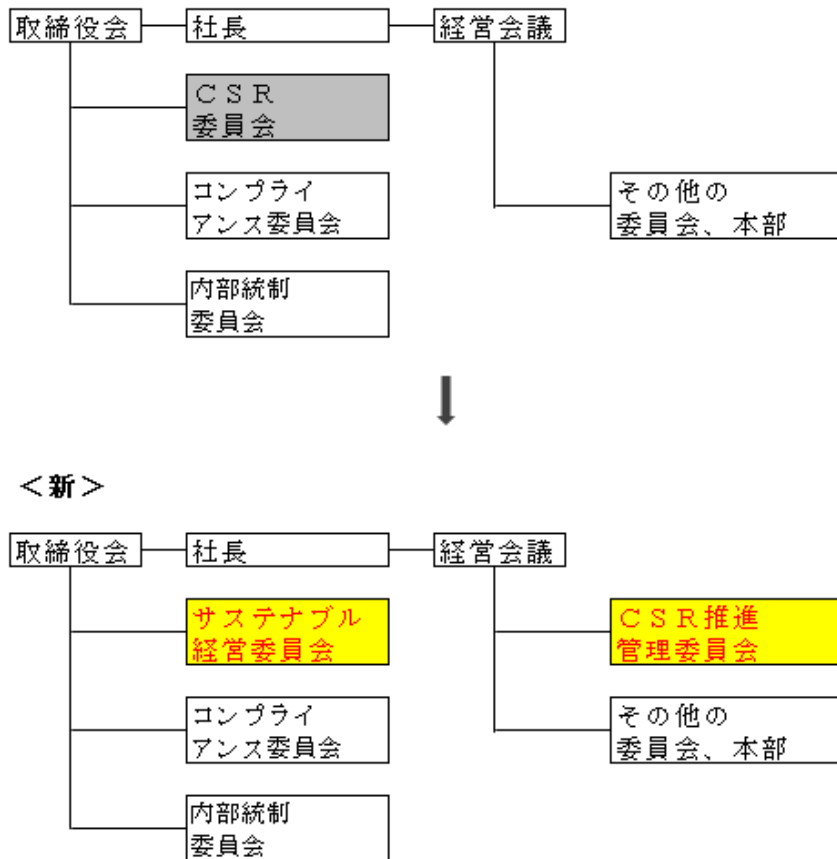 取締役会 社長 経営会議
ＣＳＲ
委員会
コンプライ
アンス委員会
その他の
委員会、本部
内部統制
委員会
＜新＞
取締役会 社長 経営会議
サステナブル
経営委員会
ＣＳＲ推進
管理委員会
コンプライ
アンス委員会
その他の
委員会、本部
内部統制
委員会